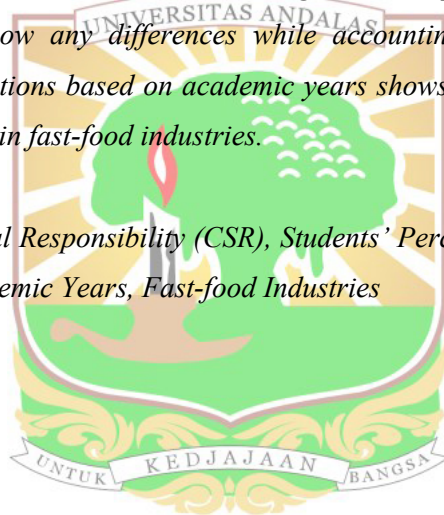 UNIVERSITAS ANDALAS
ow any differences while accountin
tions based on academic years shows
in fast-food industries.
l Responsibility (CSR), Students' Perc
emic Years, Fast-food Industries
UNTUK KEDJAJAAN BANGSA